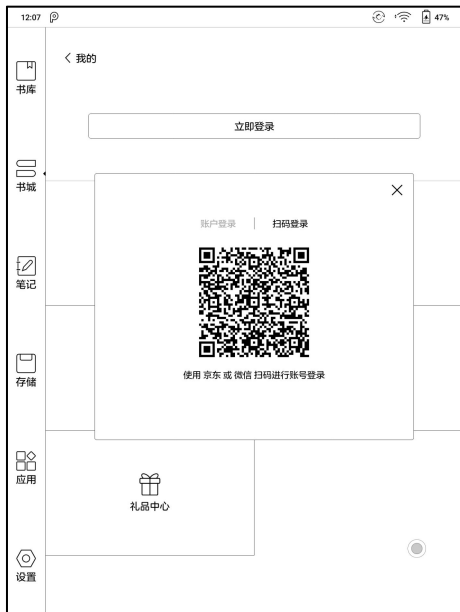 12:07
47%
书库
我的
立即登录
书城
账户登录
扫码登录
笔记
使用 京东 或 微信 扫码进行账号登录
存储
应用
礼品中心
设置